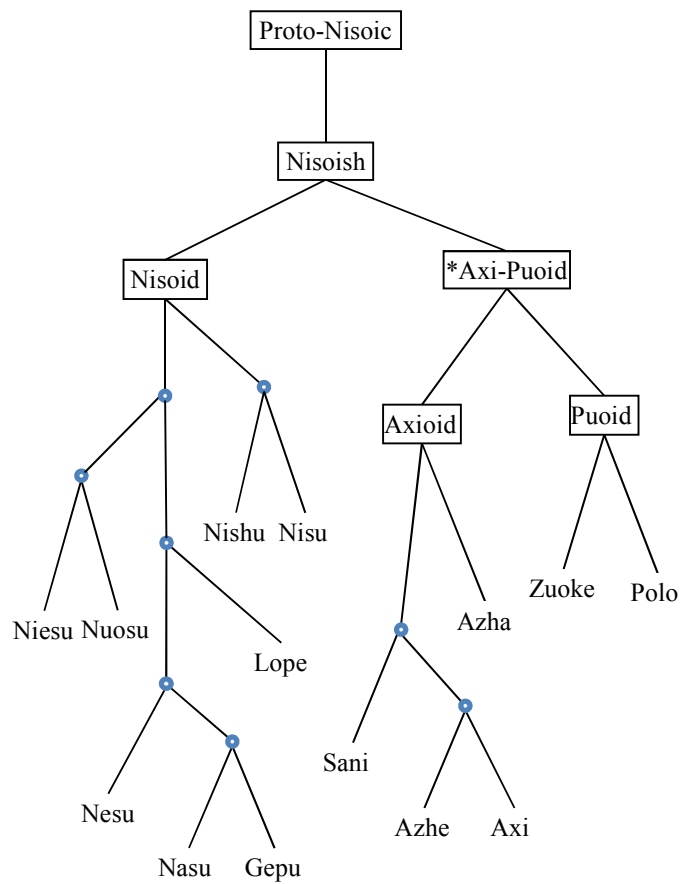 Proto-Nisoic
Nisoish
Nisoid
*Axi-Puoid
Axioid
Puoid
Nishu Nisu
Niesu Nuosu
Zuoke
Polo
Azha
Lope
Sani
Nesu
Azhe
Axi
Nasu
Gepu